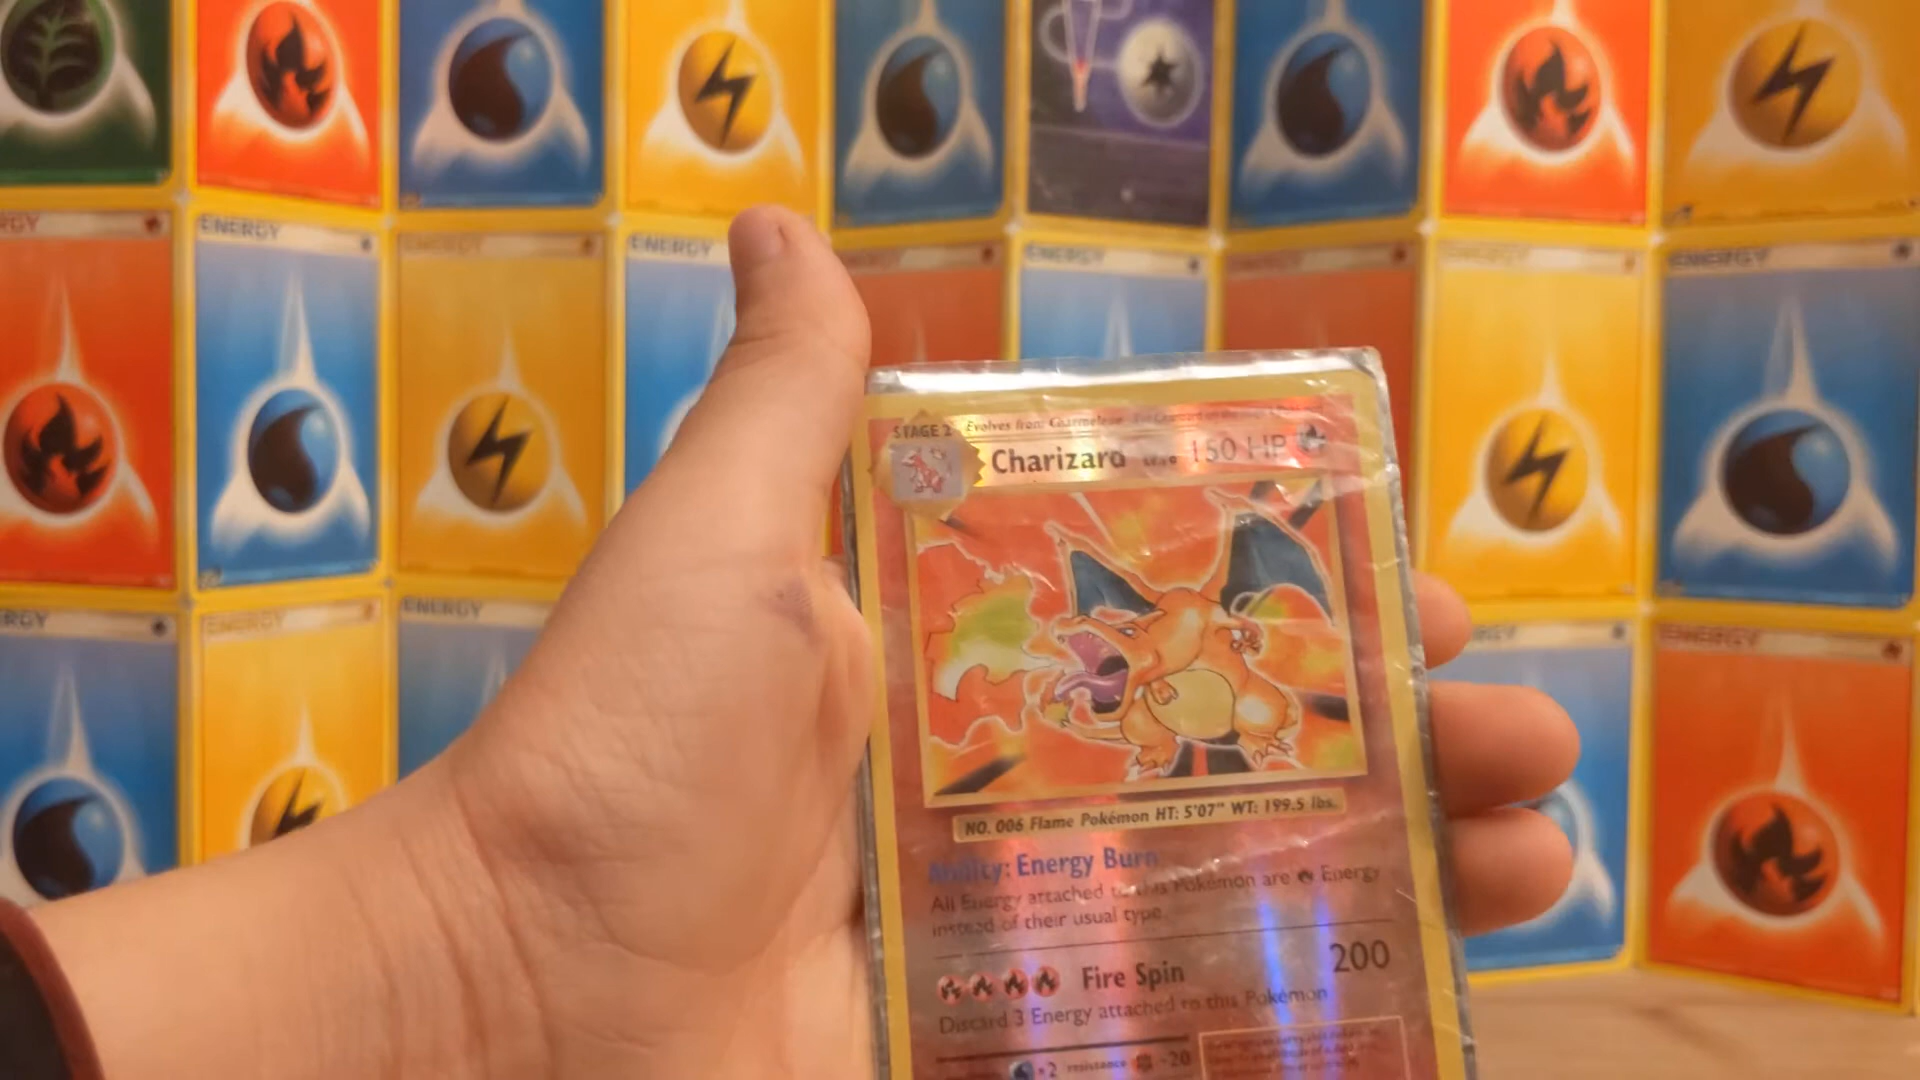 ENERGY
ENERGY
ENERGY
ENERGY
ENERGY
ENERGY
ENERGY
ENERGY
ENERGY
STAGE 2
Evolves from Charmeleon
Charizard 150 HP
NO. 006 Flame Pokémon HT: 5'07" WT: 199.5 lbs.
Ability: Energy Burn
All Energy attached to this Pokémon are Energy
instead of their usual type.
Fire Spin 200
Discard 3 Energy attached to this Pokémon
×2 resistance -20